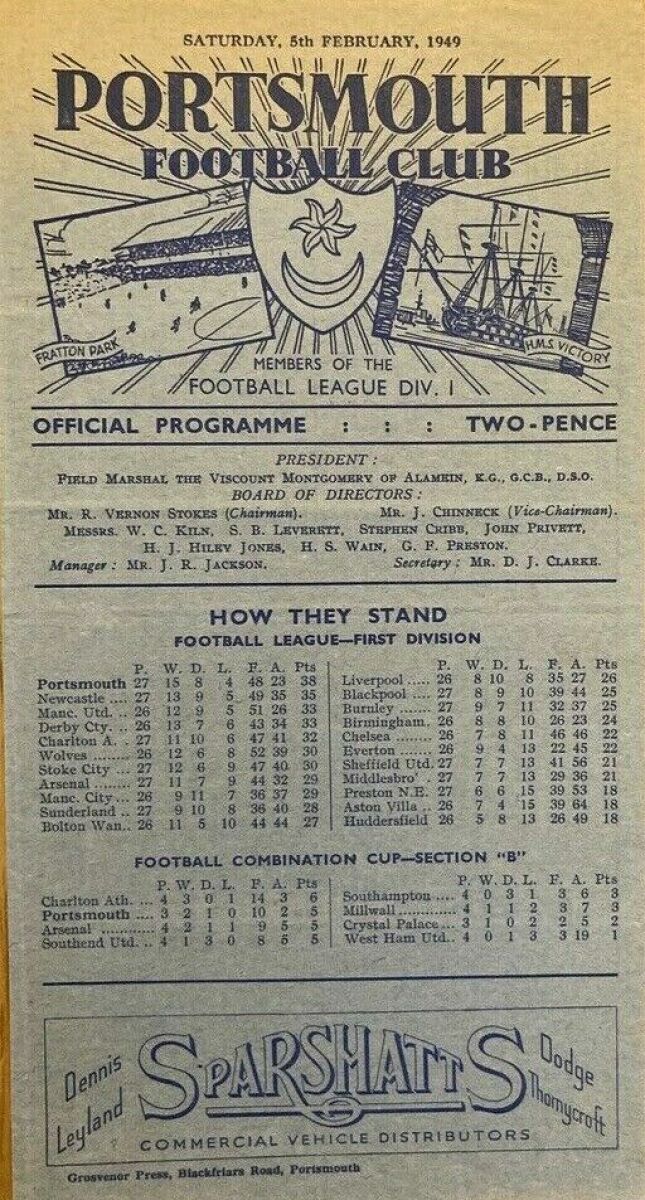 SATURDAY, 5th FEBRUARY, 1949
PORTSMOUTH
FOOTBALL CLUB
FRATTON PARK
H.M.S. VICTORY
MEMBERS OF THE
FOOTBALL LEAGUE DIV. I
OFFICIAL PROGRAMME : : : TWO-PENCE
PRESIDENT :
FIELD MARSHAL THE VISCOUNT MONTGOMERY OF ALAMEIN, K.G., G.C.B., D.S.O.
BOARD OF DIRECTORS :
MR. R. VERNON STOKES (Chairman). MR. J. CHINNECK (Vice-Chairman).
MESSRS. W. C. KILN, S. B. LEVERETT, STEPHEN CRIBB, JOHN PRIVETT,
H. J. HILEY JONES, H. S. WAIN, G. F. PRESTON.
Manager : MR. J. R. JACKSON. Secretary : MR. D. J. CLARKE.
HOW THEY STAND
FOOTBALL LEAGUE—FIRST DIVISION
P. W. D. L. F. A. Pts
Portsmouth 27 15 8 4 48 23 38
Newcastle .... 27 13 9 5 49 35 35
Manc. Utd. .. 26 12 9 5 51 26 33
Derby Cty. .. 26 13 7 6 43 34 33
Charlton A. . 27 11 10 6 47 41 32
Wolves ........ 26 12 6 8 52 39 30
Stoke City ... 27 12 6 9 47 40 30
Arsenal ........ 27 11 7 9 44 32 29
Manc. City... 26 9 11 7 36 37 29
Sunderland .. 27 9 10 8 36 40 28
Bolton Wan.. 26 11 5 10 44 44 27
P. W. D. L. F. A. Pts
Liverpool ..... 26 8 10 8 35 27 26
Blackpool .... 26 8 9 10 39 44 25
Burnley ....... 27 9 7 11 32 37 25
Birmingham. 26 8 8 10 26 23 24
Chelsea ........ 26 7 8 11 46 46 22
Everton ....... 26 9 4 13 22 45 22
Sheffield Utd. 27 7 7 13 41 56 21
Middlesbro' . 27 7 7 13 29 36 21
Preston N.E. 27 6 6 15 39 53 18
Aston Villa .. 26 7 4 15 39 64 18
Huddersfield 26 5 8 13 26 49 18
FOOTBALL COMBINATION CUP—SECTION "B"
P. W. D. L. F. A. Pts
Charlton Ath. ... 4 3 0 1 14 3 6
Portsmouth .... 3 2 1 0 10 2 5
Arsenal ............ 4 2 1 1 9 5 5
Southend Utd. .. 4 1 3 0 8 5 5
P. W. D. L. F. A. Pts
Southampton .... 4 0 3 1 3 6 3
Millwall ............. 4 1 1 2 3 7 3
Crystal Palace ... 3 1 0 2 2 5 2
West Ham Utd.. 4 0 1 3 3 19 1
Dennis
Leyland
SPARSHATTS
Dodge
Thornycroft
COMMERCIAL VEHICLE DISTRIBUTORS
Grosvenor Press, Blackfriars Road, Portsmouth